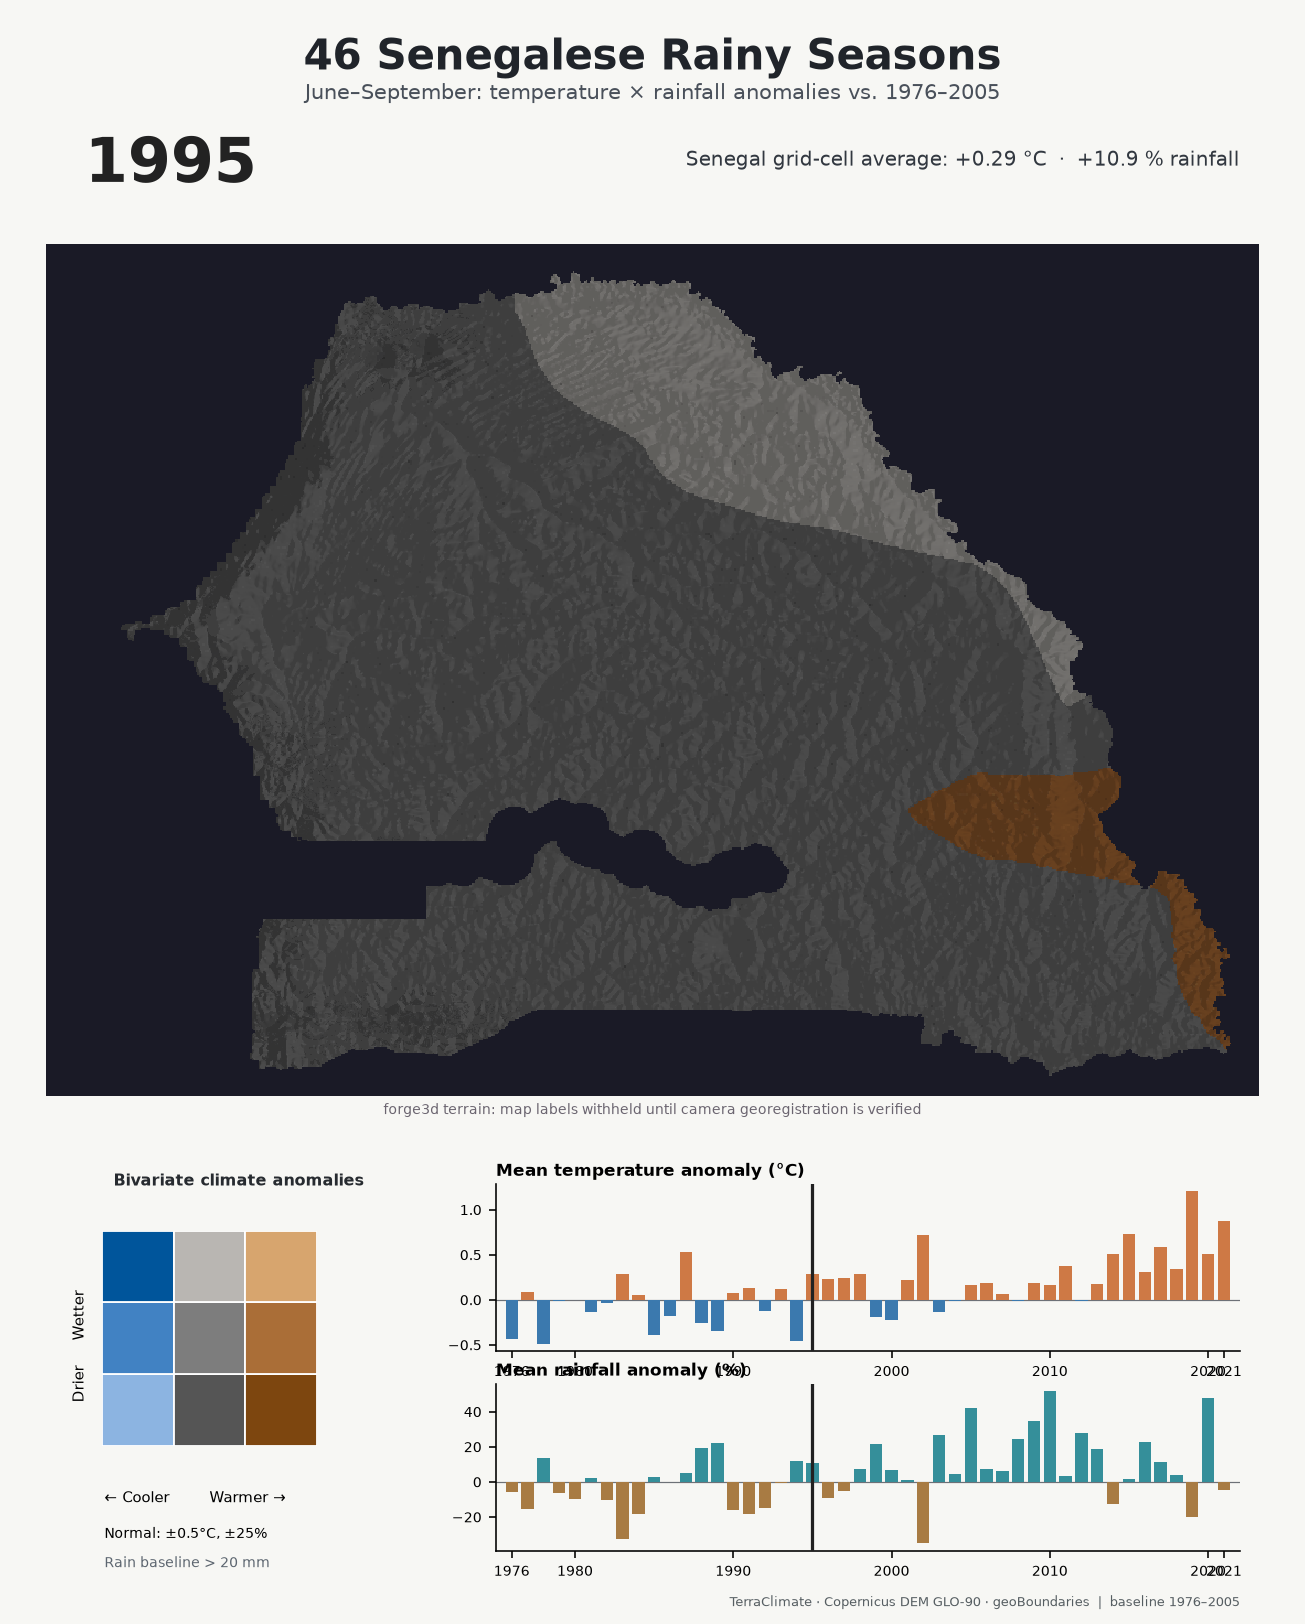 46 Senegalese Rainy Seasons
June–September: temperature × rainfall anomalies vs. 1976–2005
1995
Senegal grid-cell average: +0.29 °C · +10.9 % rainfall
forge3d terrain: map labels withheld until camera georegistration is verified
Bivariate climate anomalies
Wetter
Drier
← Cooler
Warmer →
Normal: ±0.5°C, ±25%
Rain baseline > 20 mm
Mean temperature anomaly (°C)
1.0
0.5
0.0
−0.5
1976 1980 1990 2000 2010 2020 2021
Mean rainfall anomaly (%)
40
20
0
−20
1976 1980 1990 2000 2010 2020 2021
TerraClimate · Copernicus DEM GLO-90 · geoBoundaries | baseline 1976–2005